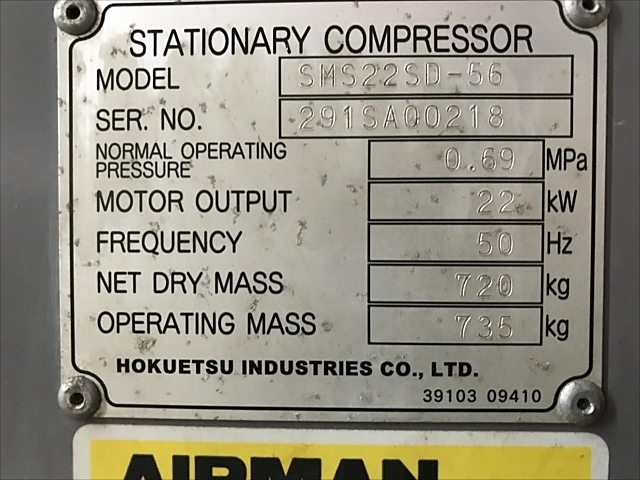 STATIONARY COMPRESSOR
MODEL SMS22SD-56
SER. NO. 291SA00218
NORMAL OPERATING
PRESSURE 0.69 MPa
MOTOR OUTPUT 22 kW
FREQUENCY 50 Hz
NET DRY MASS 720 kg
OPERATING MASS 735 kg
HOKUETSU INDUSTRIES CO., LTD.
39103 09410
AIRMAN